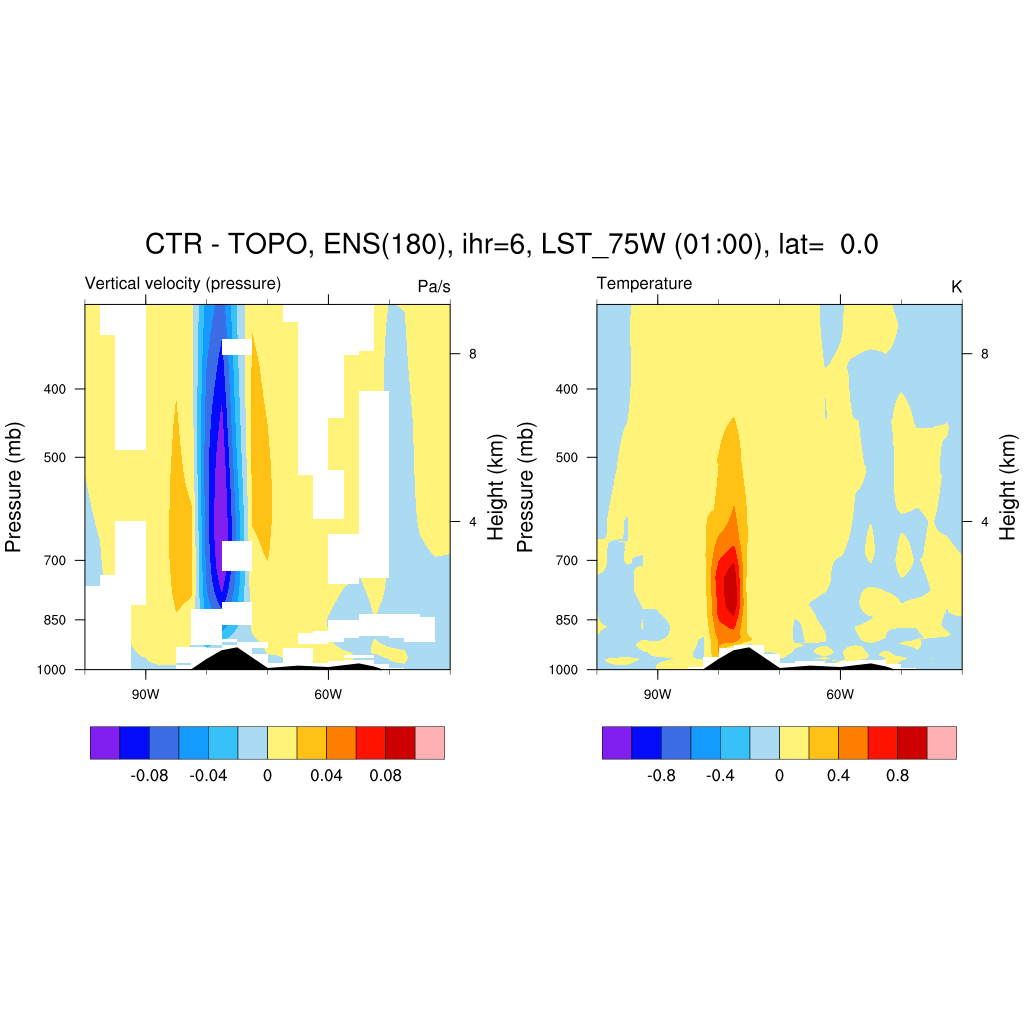 CTR - TOPO, ENS(180), ihr=6, LST_75W (01:00), lat= 0.0
Vertical velocity (pressure)
Pa/s
Pressure (mb)
400
500
700
850
1000
90W
60W
8
4
Height (km)
-0.08
-0.04
0
0.04
0.08
Temperature
K
Pressure (mb)
400
500
700
850
1000
90W
60W
8
4
Height (km)
-0.8
-0.4
0
0.4
0.8